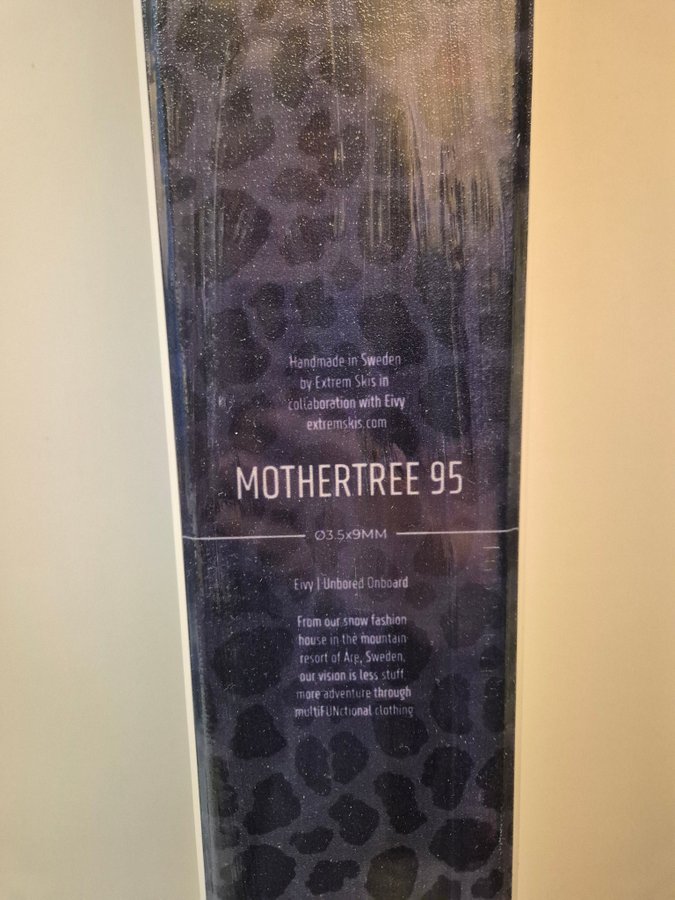 Handmade in Sweden
by Extrem Skis in
collaboration with Eivy
extremskis.com
MOTHERTREE 95
Ø3.5x9MM
Eivy | Unbored Onboard
From our snow fashion
house in the mountain
resort of Åre, Sweden,
our vision is less stuff
more adventure through
multiFUNctional clothing